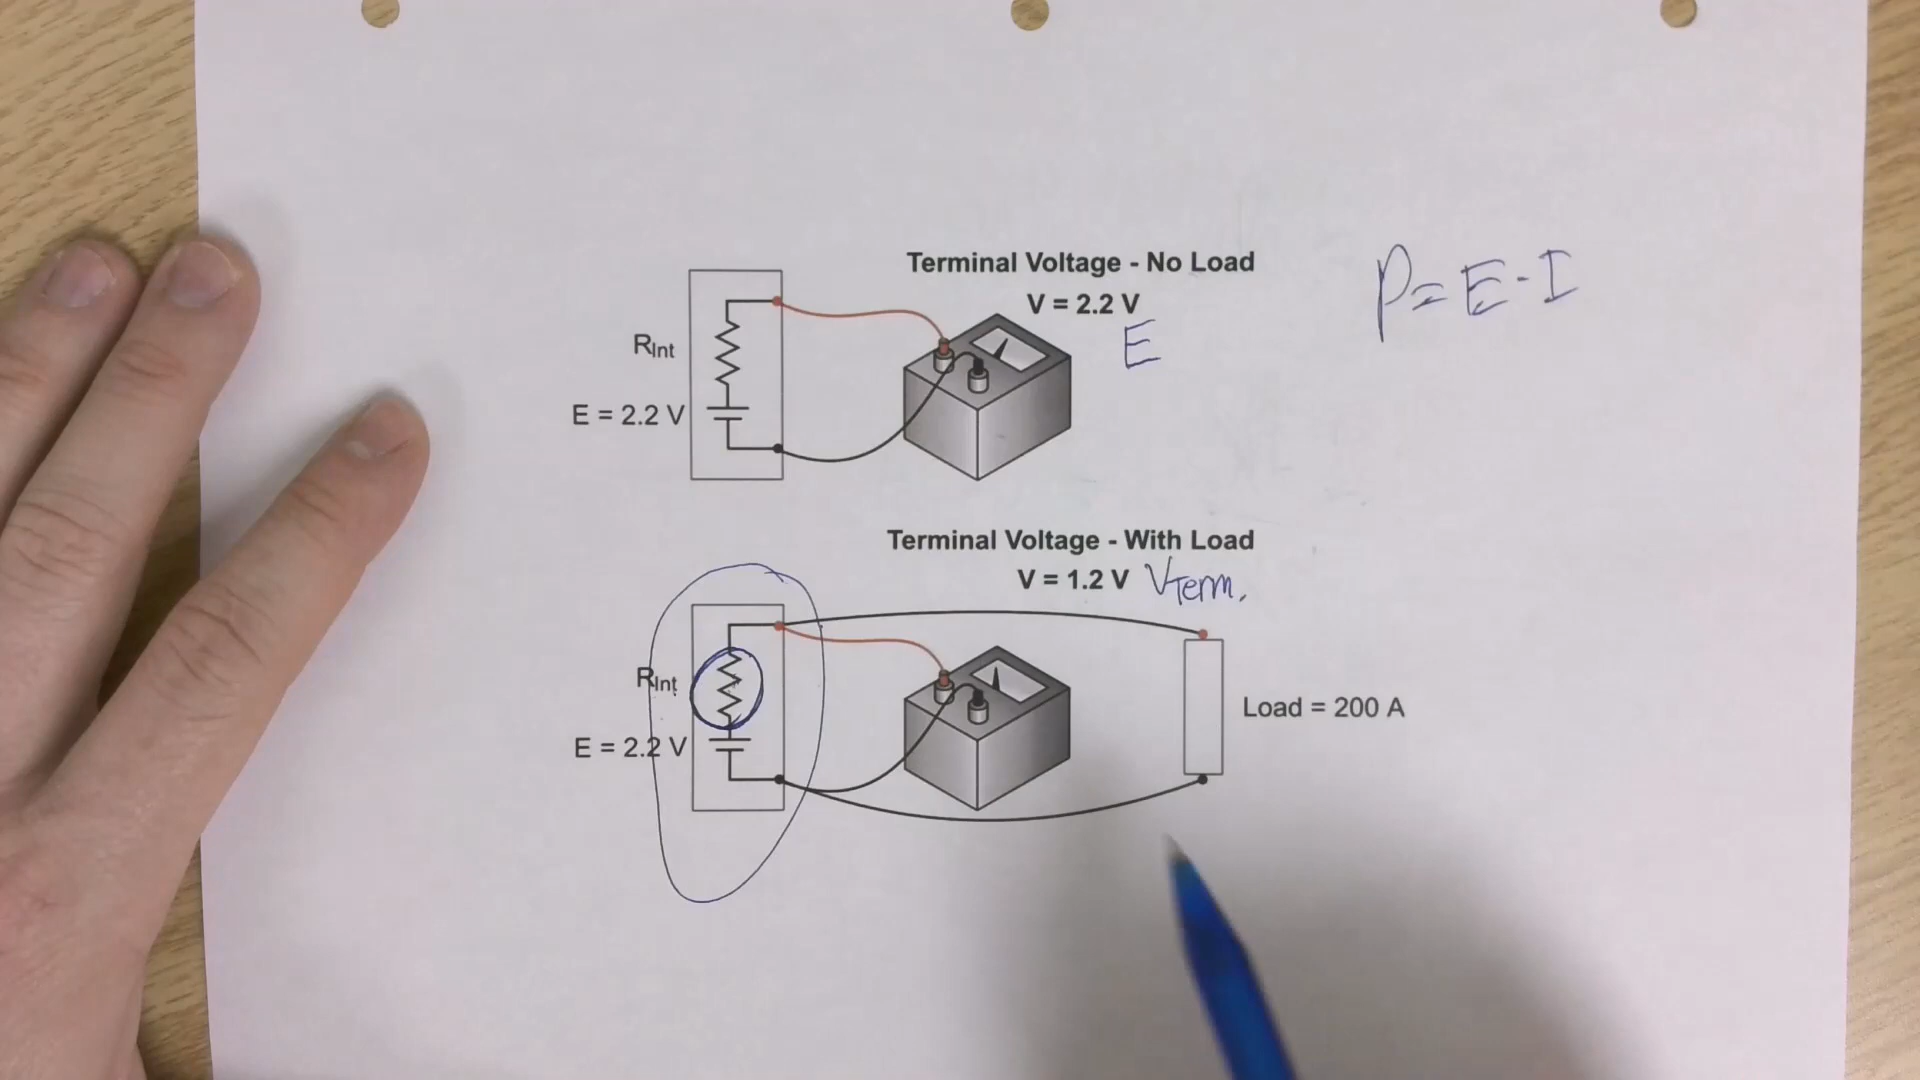 Terminal Voltage - No Load
V = 2.2 V
E
P = E · I
RInt
E = 2.2 V
Terminal Voltage - With Load
V = 1.2 V VTerm.
RInt
E = 2.2 V
Load = 200 A